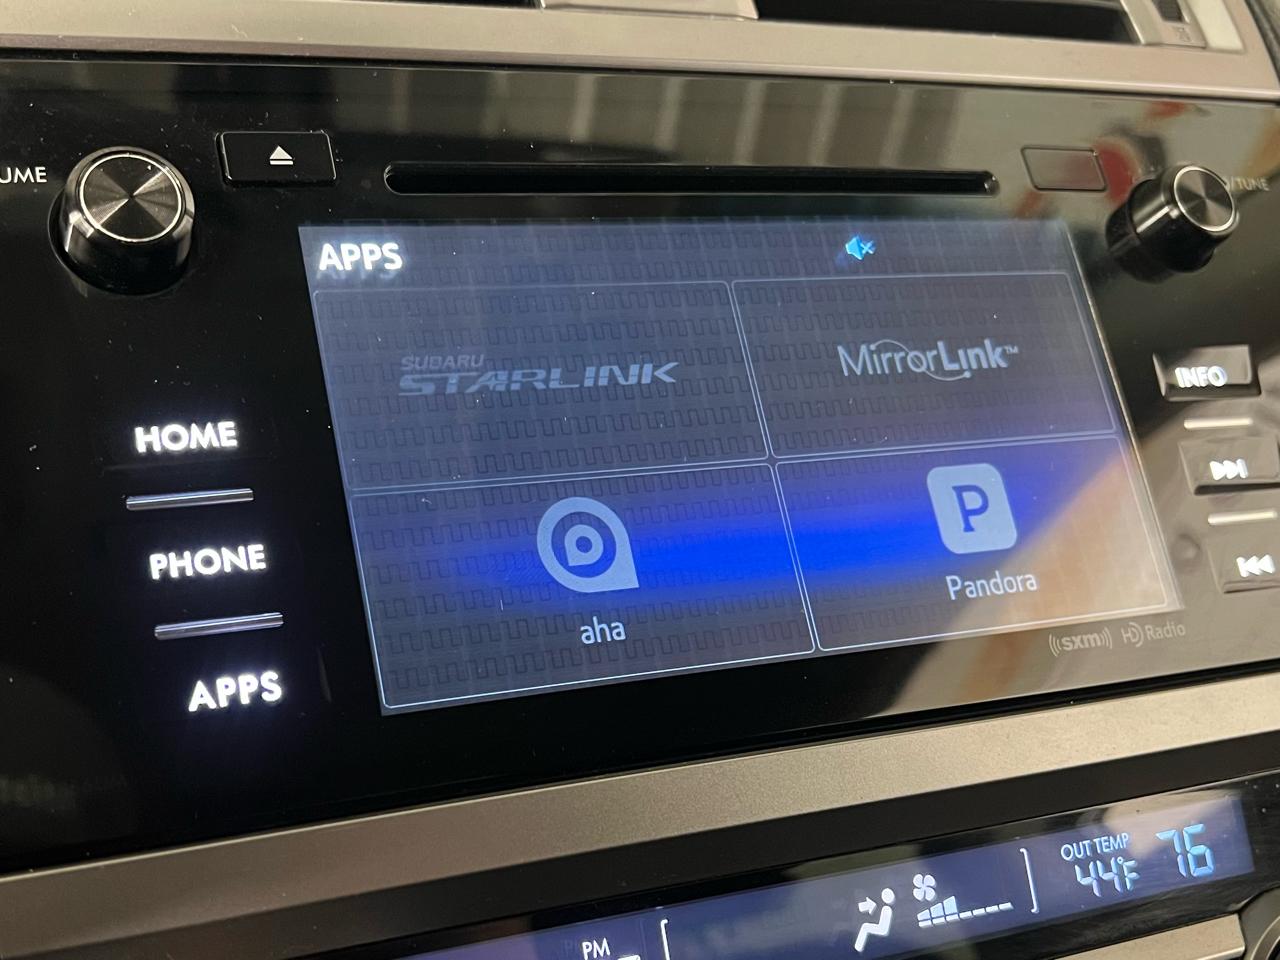 UME
/TUNE
APPS
SUBARU
STARLINK
MirrorLink™
INFO
HOME
aha
P
Pandora
PHONE
((sxm)) HD Radio
APPS
OUT TEMP
44°F
76
PM